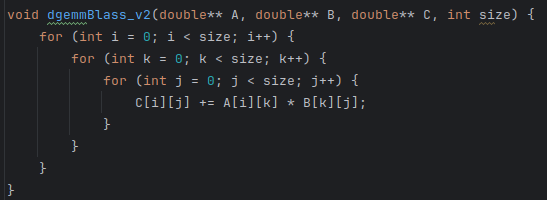 void dgemmBlass_v2(double** A, double** B, double** C, int size) {
    for (int i = 0; i < size; i++) {
        for (int k = 0; k < size; k++) {
            for (int j = 0; j < size; j++) {
                C[i][j] += A[i][k] * B[k][j];
            }
        }
    }
}